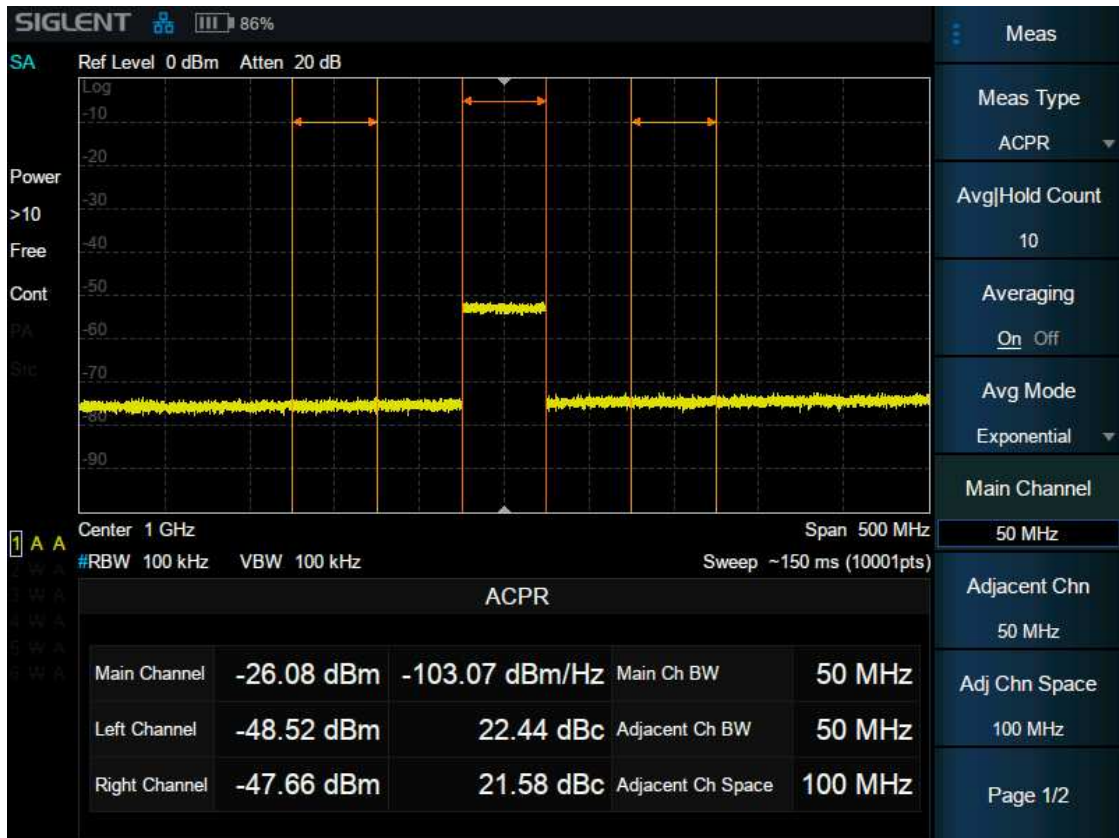 SIGLENT 86%
SA Ref Level 0 dBm Atten 20 dB
Log
-10
-20
-30
-40
-50
-60
-70
-80
-90
Power
>10
Free
Cont
PA
Src
Center 1 GHz Span 500 MHz
#RBW 100 kHz VBW 100 kHz Sweep ~150 ms (10001pts)
1 A A
2 W A
3 W A
4 W A
5 W A
6 W A
ACPR
Main Channel -26.08 dBm -103.07 dBm/Hz Main Ch BW 50 MHz
Left Channel -48.52 dBm 22.44 dBc Adjacent Ch BW 50 MHz
Right Channel -47.66 dBm 21.58 dBc Adjacent Ch Space 100 MHz
Meas
Meas Type
ACPR
Avg|Hold Count
10
Averaging
On Off
Avg Mode
Exponential
Main Channel
50 MHz
Adjacent Chn
50 MHz
Adj Chn Space
100 MHz
Page 1/2